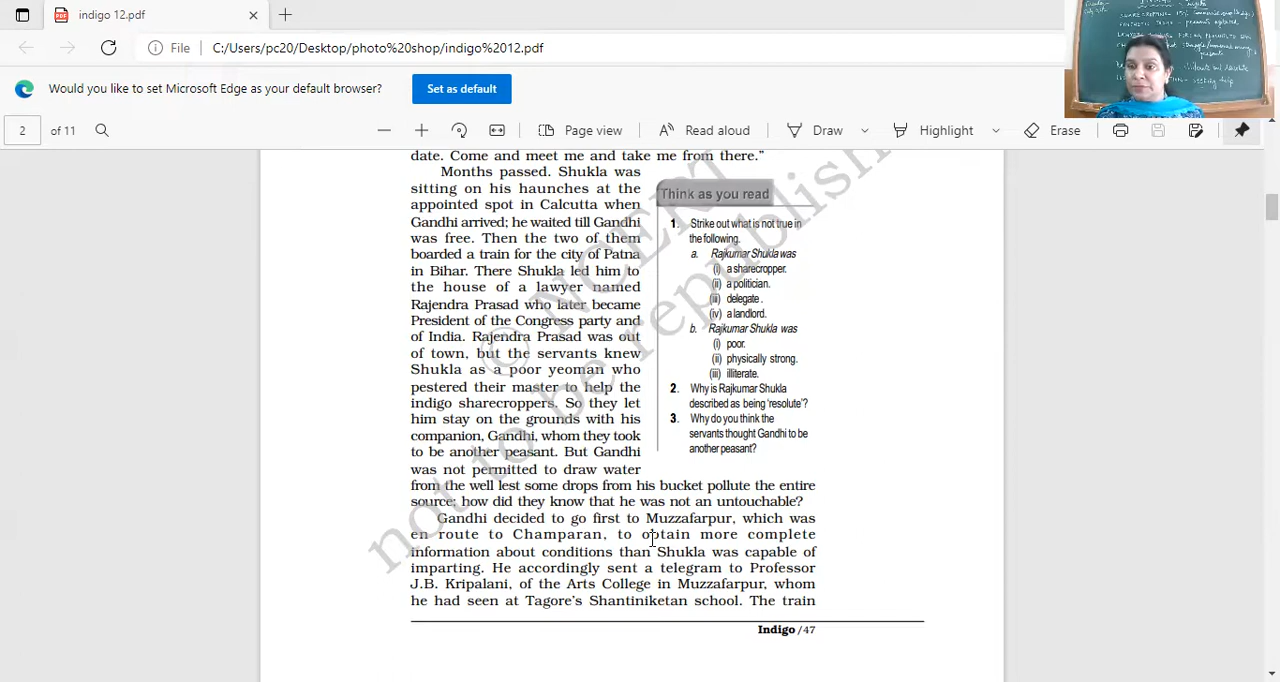 indigo 12.pdf
File
C:/Users/pc20/Desktop/photo%20shop/indigo%2012.pdf
Would you like to set Microsoft Edge as your default browser?
Set as default
2 of 11
Page view
Read aloud
Draw
Highlight
Erase
date. Come and meet me and take me from there."
Months passed. Shukla was
sitting on his haunches at the
appointed spot in Calcutta when
Gandhi arrived; he waited till Gandhi
was free. Then the two of them
boarded a train for the city of Patna
in Bihar. There Shukla led him to
the house of a lawyer named
Rajendra Prasad who later became
President of the Congress party and
of India. Rajendra Prasad was out
of town, but the servants knew
Shukla as a poor yeoman who
pestered their master to help the
indigo sharecroppers. So they let
him stay on the grounds with his
companion, Gandhi, whom they took
to be another peasant. But Gandhi
was not permitted to draw water
from the well lest some drops from his bucket pollute the entire
source; how did they know that he was not an untouchable?
Gandhi decided to go first to Muzzafarpur, which was
en route to Champaran, to obtain more complete
information about conditions than Shukla was capable of
imparting. He accordingly sent a telegram to Professor
J.B. Kripalani, of the Arts College in Muzzafarpur, whom
he had seen at Tagore's Shantiniketan school. The train
Think as you read
1. Strike out what is not true in
the following.
a. Rajkumar Shukla was
(i) a sharecropper.
(ii) a politician.
(iii) delegate.
(iv) a landlord.
b. Rajkumar Shukla was
(i) poor.
(ii) physically strong.
(iii) illiterate.
2. Why is Rajkumar Shukla
described as being 'resolute'?
3. Why do you think the
servants thought Gandhi to be
another peasant?
Indigo /47
© NCERT
not to be republish